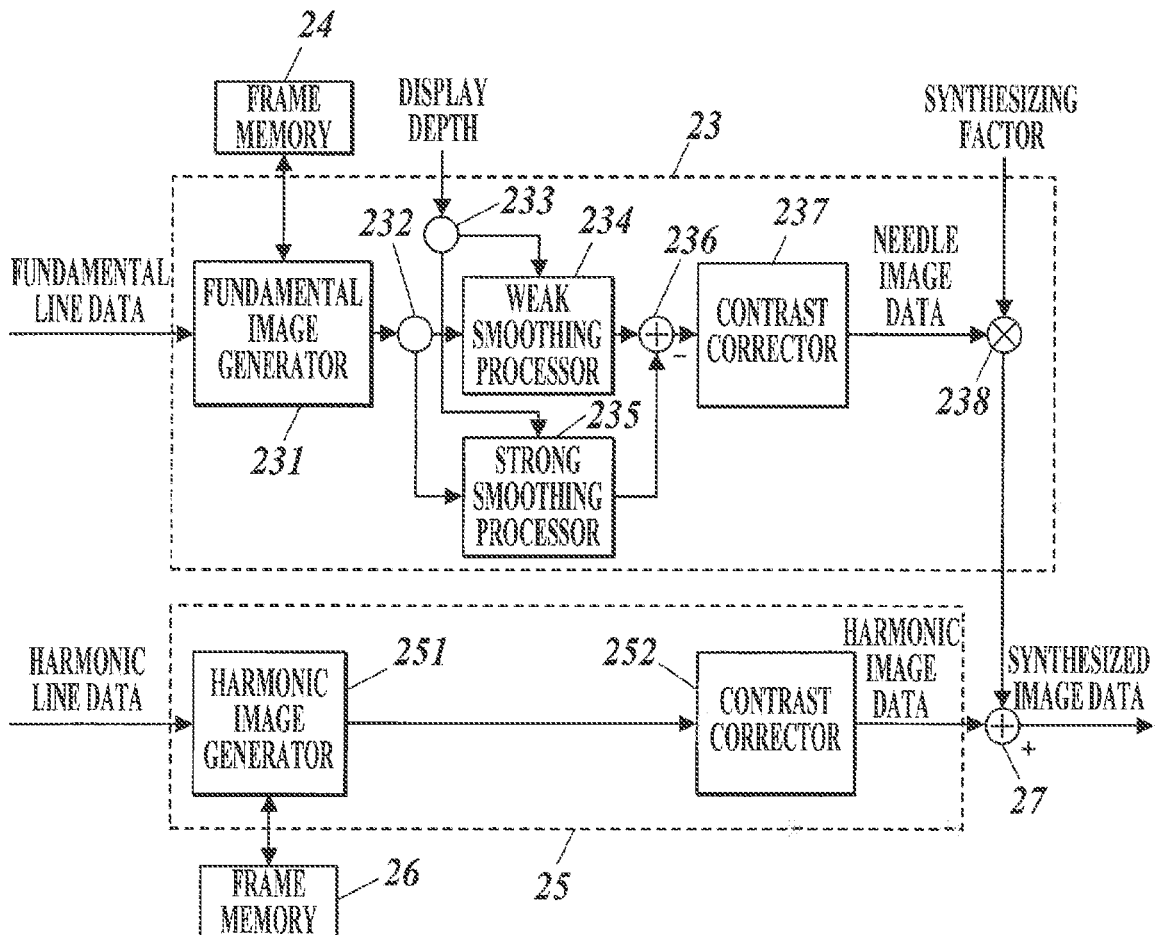 24
FRAME
MEMORY
DISPLAY
DEPTH
23
SYNTHESIZING
FACTOR
FUNDAMENTAL
LINE DATA
FUNDAMENTAL
IMAGE
GENERATOR
231
232
233
234
WEAK
SMOOTHING
PROCESSOR
235
STRONG
SMOOTHING
PROCESSOR
236
+
−
237
CONTRAST
CORRECTOR
NEEDLE
IMAGE
DATA
238
HARMONIC
LINE DATA
HARMONIC
IMAGE
GENERATOR
251
252
CONTRAST
CORRECTOR
HARMONIC
IMAGE
DATA
SYNTHESIZED
IMAGE DATA
+
+
27
25
FRAME
MEMORY
26